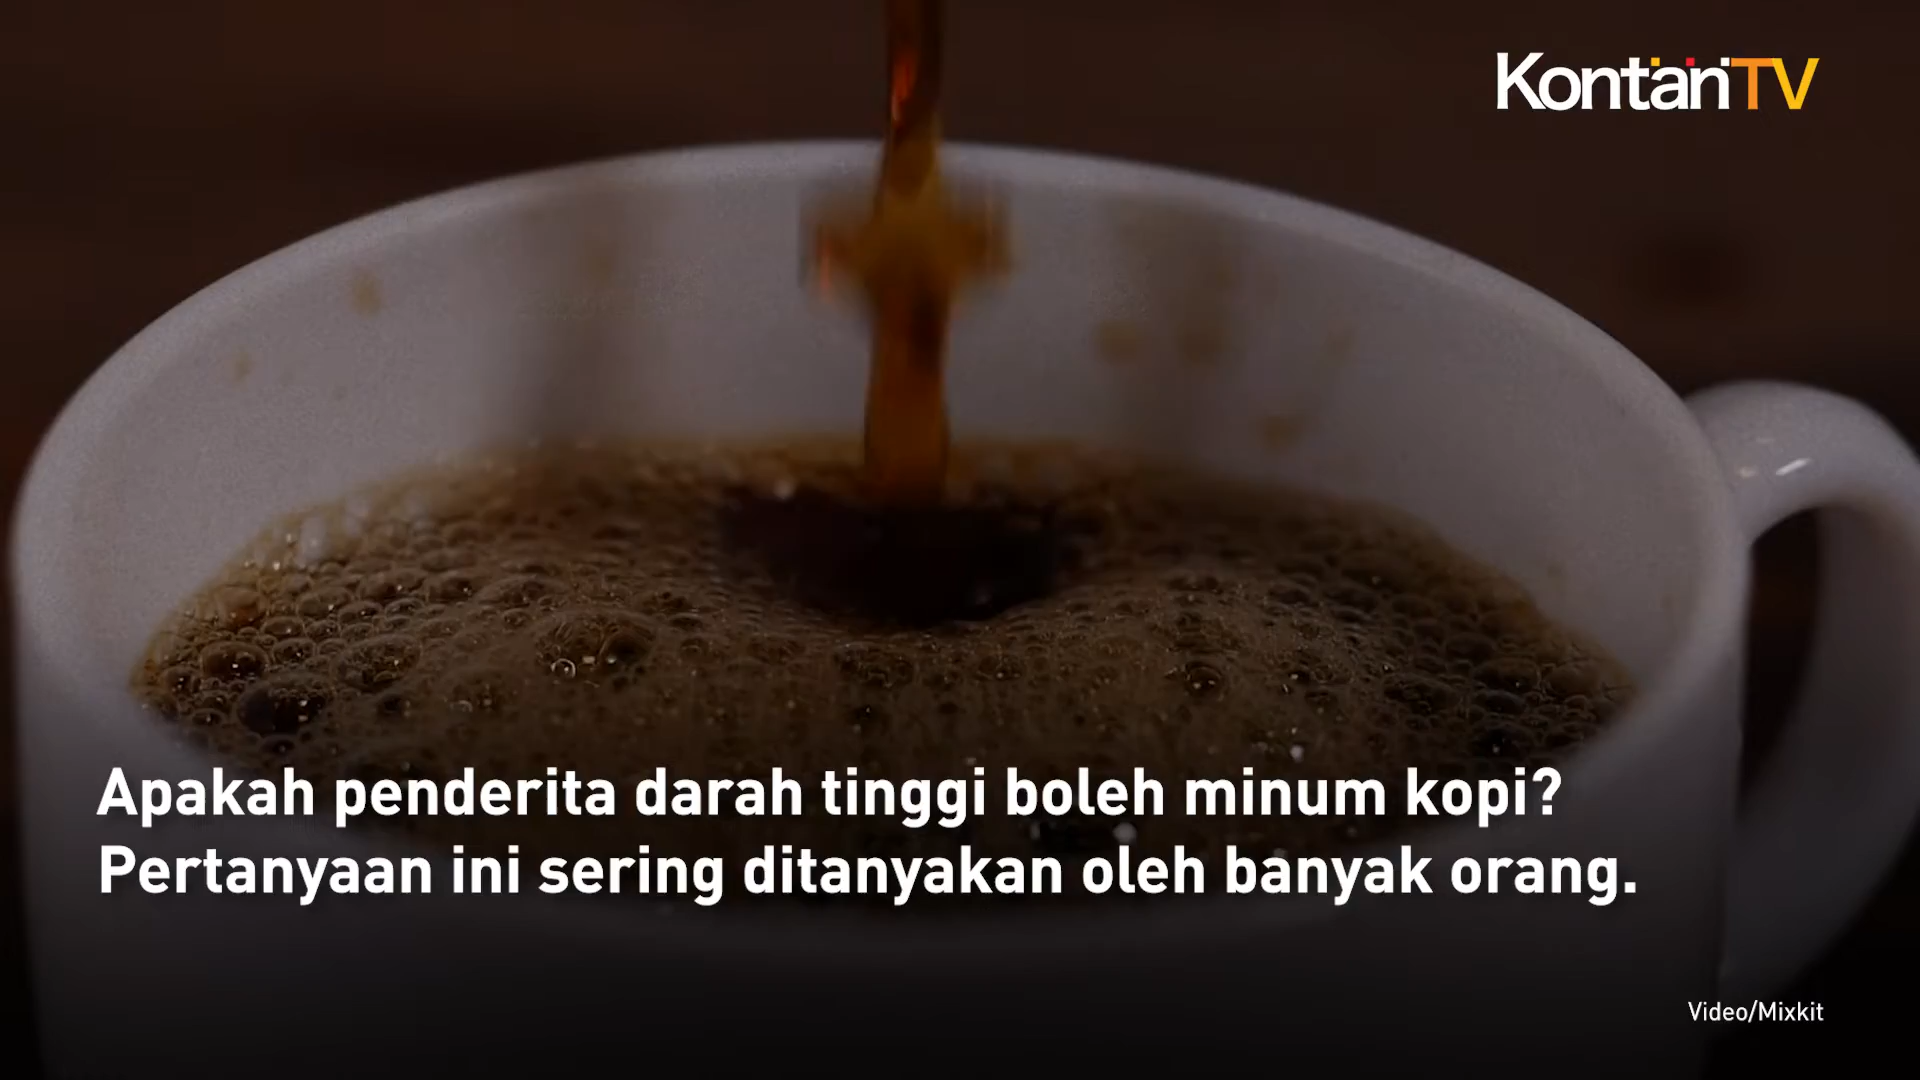 KontanTV
Apakah penderita darah tinggi boleh minum kopi?
Pertanyaan ini sering ditanyakan oleh banyak orang.
Video/Mixkit